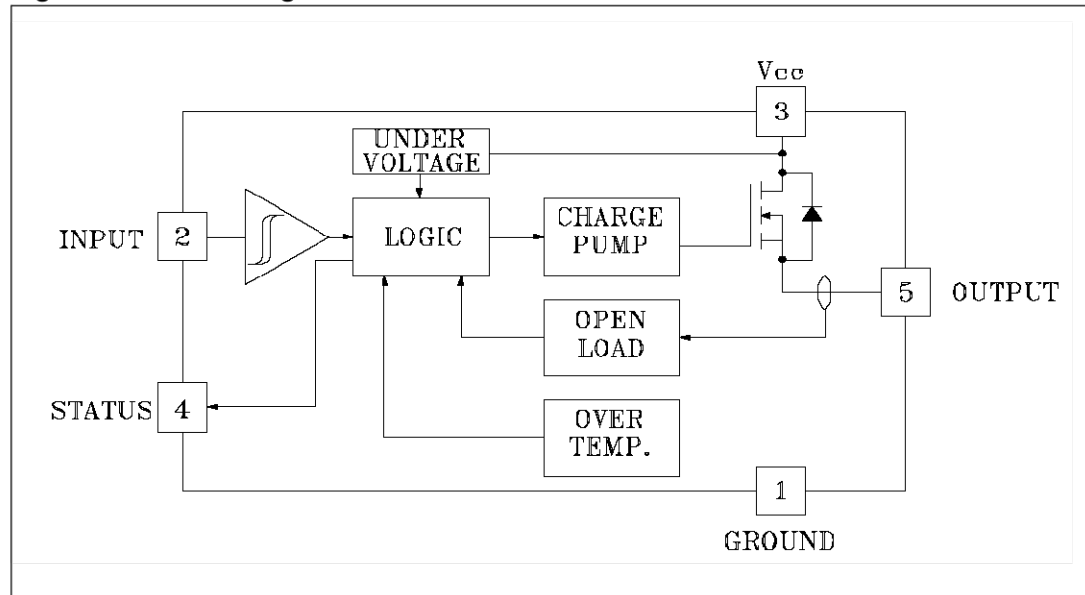 Vcc
3
UNDER
VOLTAGE
INPUT
2
LOGIC
CHARGE
PUMP
5
OUTPUT
OPEN
LOAD
STATUS
4
OVER
TEMP.
1
GROUND